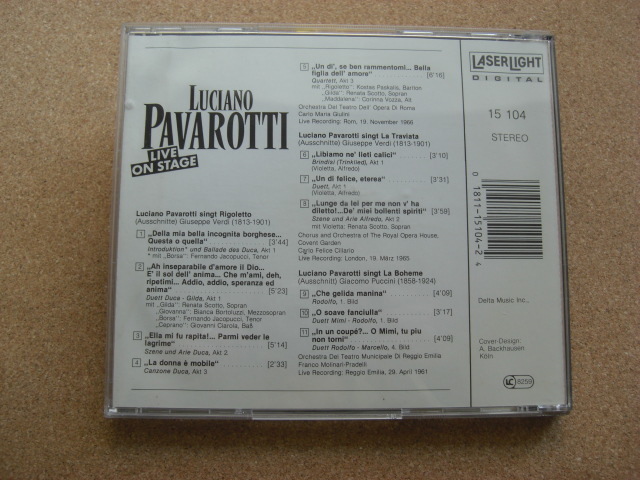 LUCIANO
PAVAROTTI
LIVE
ON STAGE
Luciano Pavarotti singt Rigoletto
(Ausschnitte) Giuseppe Verdi (1813-1901)
1 „Della mia bella incognita borghese...
Questa o quella“ [3'44]
Introduktion* und Ballade des Duca, Akt 1
* mit „Borsa“: Fernando Jacopucci, Tenor
2 „Ah inseparabile d'amore il Dio...
E' il sol dell' anima... Che m'ami, deh,
ripetimi... Addio, addio, speranza ed
anima“ [5'23]
Duett Duca - Gilda, Akt 1
mit „Gilda“: Renata Scotto, Sopran
„Giovanna“: Bianca Bortoluzzi, Mezzosopran
„Borsa“: Fernando Jacopucci, Tenor
„Ceprano“: Giovanni Ciarola, Baß
3 „Ella mi fu rapita!... Parmi veder le
lagrime“ [5'14]
Szene und Arie Duca, Akt 2
4 „La donna è mobile“ [2'33]
Canzone Duca, Akt 3
5 „Un di', se ben rammentomi... Bella
figlia dell' amore“ [6'16]
Quartett, Akt 3
mit „Rigoletto“: Kostas Paskalis, Bariton
„Gilda“: Renata Scotto, Sopran
„Maddalena“: Corinna Vozza, Alt
Orchestra Del Teatro Dell' Opera Di Roma
Carlo Maria Giulini
Live Recording: Rom, 19. November 1966
Luciano Pavarotti singt La Traviata
(Ausschnitte) Giuseppe Verdi (1813-1901)
6 „Libiamo ne' lieti calici“ [3'10]
Brindisi (Trinklied), Akt 1
(Violetta, Alfredo)
7 „Un di felice, eterea“ [3'31]
Duett, Akt 1
(Violetta, Alfredo)
8 „Lunge da lei per me non v' ha
diletto!...De' miei bollenti spiriti“ [3'59]
Szene und Arie Alfredo, Akt 2
mit Violetta: Renata Scotto, Sopran
Chorus and Orchestra of The Royal Opera House,
Covent Garden
Carlo Felice Cillario
Live Recording: London, 19. März 1965
Luciano Pavarotti singt La Boheme
(Ausschnitt) Giacomo Puccini (1858-1924)
9 „Che gelida manina“ [4'09]
Rodolfo, 1. Bild
10 „O soave fanciulla“ [3'17]
Duett Mimi - Rodolfo, 1. Bild
11 „In un coupé?... O Mimi, tu piu
non torni“ [4'09]
Duett Rodolfo - Marcello, 4. Bild
Orchestra Del Teatro Municipale Di Reggio Emilia
Franco Molinari-Pradelli
Live Recording: Reggio Emilia, 29. April 1961
LASERLIGHT
DIGITAL
15 104
STEREO
0 1811-15104-2 4
Delta Music Inc.,
Cover-Design:
A. Backhausen
Köln
LC 8259